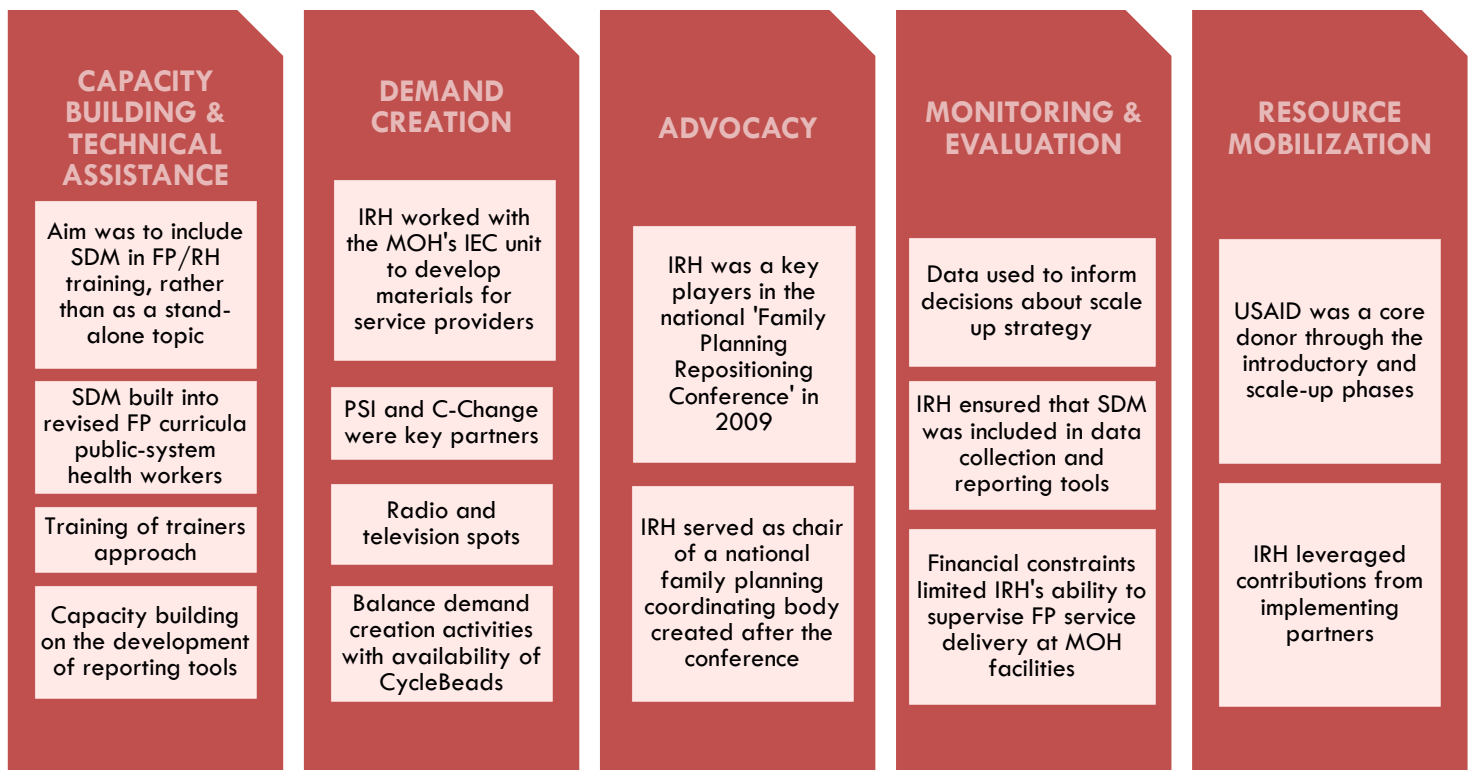 CAPACITY
BUILDING &
TECHNICAL
ASSISTANCE
Aim was to include
SDM in FP/RH
training, rather
than as a stand-
alone topic
SDM built into
revised FP curricula
public-system
health workers
Training of trainers
approach
Capacity building
on the development
of reporting tools
DEMAND
CREATION
IRH worked with
the MOH's IEC unit
to develop
materials for
service providers
PSI and C-Change
were key partners
Radio and
television spots
Balance demand
creation activities
with availability of
CycleBeads
ADVOCACY
IRH was a key
players in the
national 'Family
Planning
Repositioning
Conference' in
2009
IRH served as chair
of a national
family planning
coordinating body
created after the
conference
MONITORING &
EVALUATION
Data used to inform
decisions about scale
up strategy
IRH ensured that SDM
was included in data
collection and
reporting tools
Financial constraints
limited IRH's ability to
supervise FP service
delivery at MOH
facilities
RESOURCE
MOBILIZATION
USAID was a core
donor through the
introductory and
scale-up phases
IRH leveraged
contributions from
implementing
partners